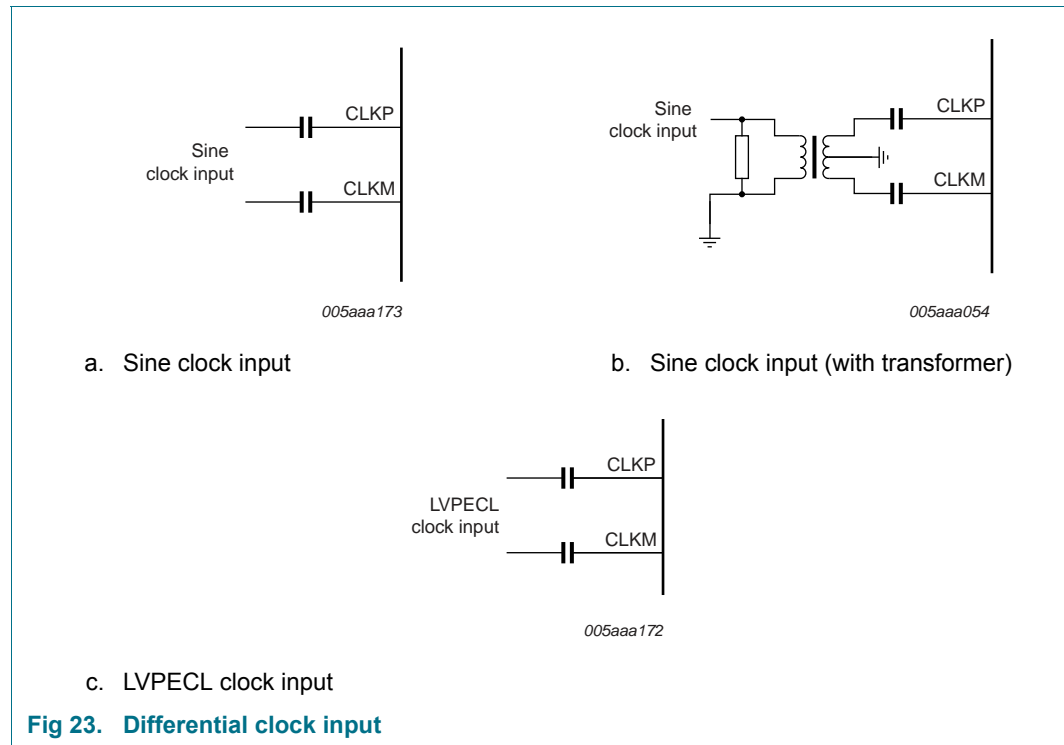 CLKP
Sine
clock input
CLKM
005aaa173
a. Sine clock input
Sine
clock input
CLKP
CLKM
005aaa054
b. Sine clock input (with transformer)
CLKP
LVPECL
clock input
CLKM
005aaa172
c. LVPECL clock input
Fig 23. Differential clock input